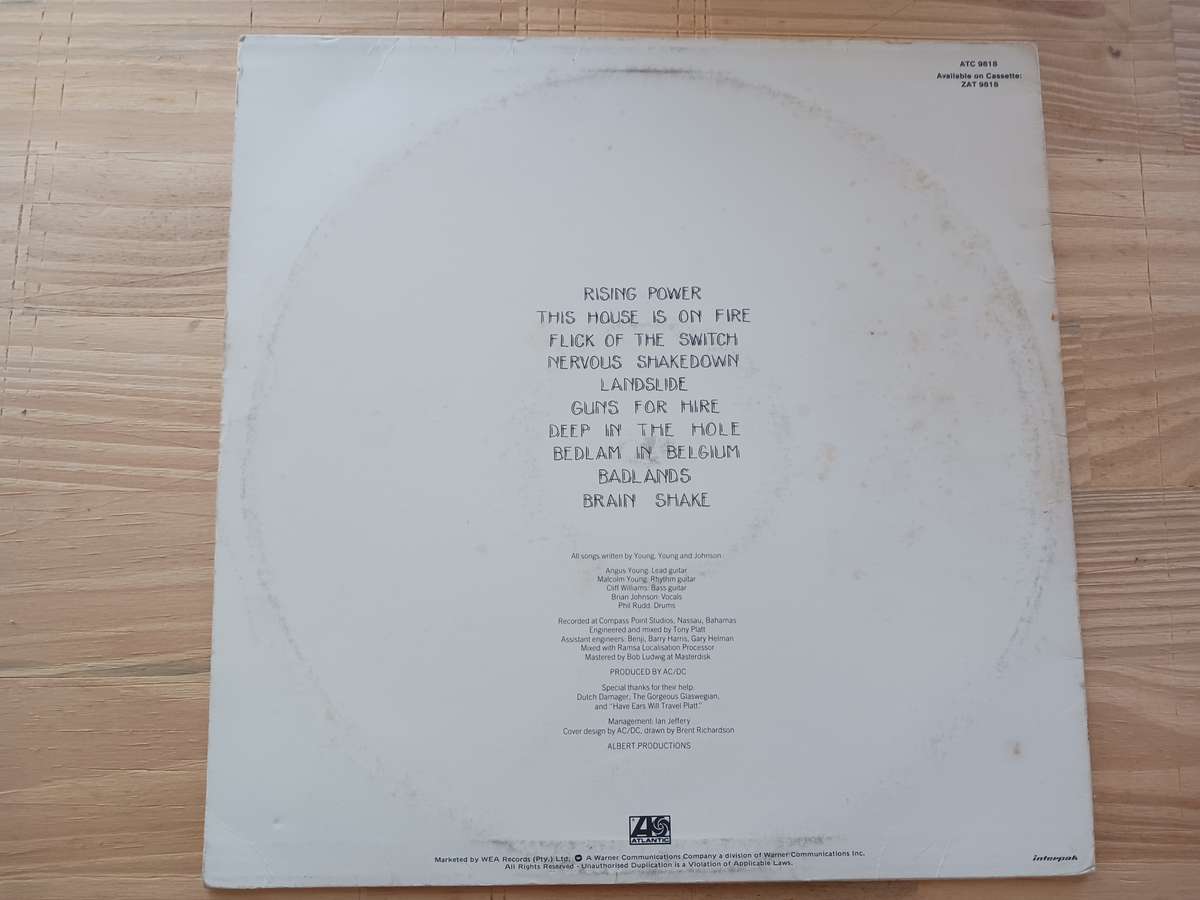 ATC 9818
Available on Cassette:
ZAT 9818
RISING POWER
THIS HOUSE IS ON FIRE
FLICK OF THE SWITCH
NERVOUS SHAKEDOWN
LANDSLIDE
GUNS FOR HIRE
DEEP IN THE HOLE
BEDLAM IN BELGIUM
BADLANDS
BRAIN SHAKE
All songs written by Young, Young and Johnson
Angus Young: Lead guitar
Malcolm Young: Rhythm guitar
Cliff Williams: Bass guitar
Brian Johnson: Vocals
Phil Rudd: Drums
Recorded at Compass Point Studios, Nassau, Bahamas
Engineered and mixed by Tony Platt
Assistant engineers: Benji, Barry Harris, Gary Helman
Mixed with Ramsa Localisation Processor
Mastered by Bob Ludwig at Masterdisk
PRODUCED BY AC/DC
Special thanks for their help:
Dutch Damager, The Gorgeous Glaswegian,
and "Have Ears Will Travel Platt."
Management: Ian Jeffery
Cover design by AC/DC, drawn by Brent Richardson
ALBERT PRODUCTIONS
ATLANTIC
Marketed by WEA Records (Pty.) Ltd. A Warner Communications Company a division of Warner Communications Inc.
All Rights Reserved - Unauthorised Duplication is a Violation of Applicable Laws.
interpak